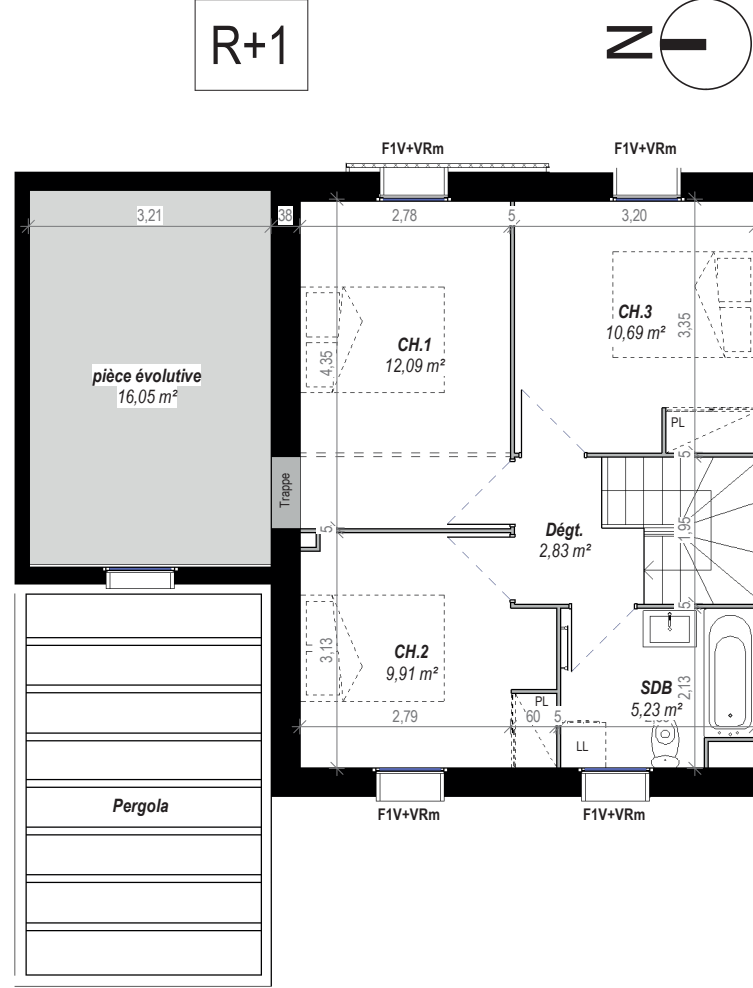 R+1
N
F1V+VRm
F1V+VRm
3,21
38
2,78
5
3,20
CH.1
12,09 m²
4,35
CH.3
10,69 m²
3,35
pièce évolutive
16,05 m²
PL
5
Trappe
5
Dégt.
2,83 m²
1,95
5
CH.2
9,91 m²
3,13
SDB
5,23 m²
2,13
PL
2,79
60
5
LL
Pergola
F1V+VRm
F1V+VRm